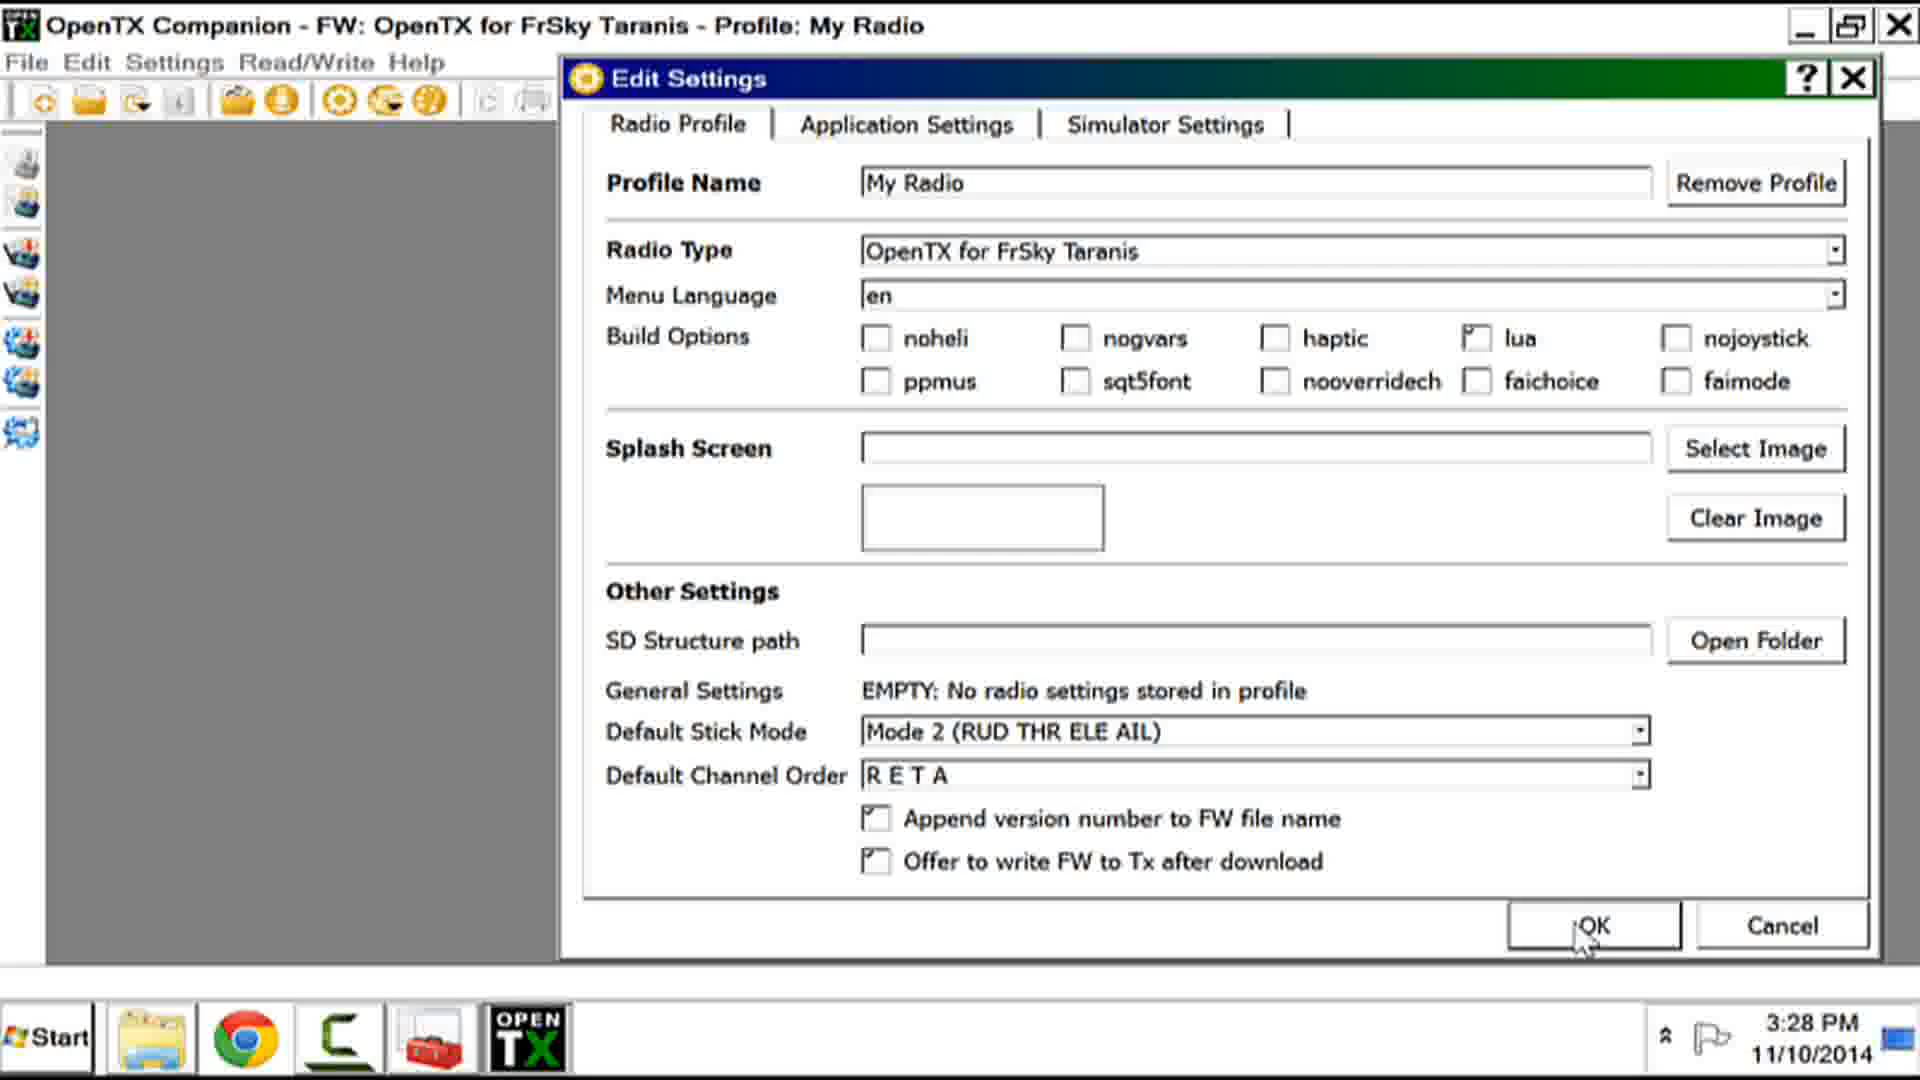 OpenTX Companion - FW: OpenTX for FrSky Taranis - Profile: My Radio
File Edit Settings Read/Write Help
Edit Settings
Radio Profile Application Settings Simulator Settings
Profile Name My Radio Remove Profile
Radio Type OpenTX for FrSky Taranis
Menu Language en
Build Options noheli nogvars haptic lua nojoystick
ppmus sqt5font nooverridech faichoice faimode
Splash Screen Select Image
Clear Image
Other Settings
SD Structure path Open Folder
General Settings EMPTY: No radio settings stored in profile
Default Stick Mode Mode 2 (RUD THR ELE AIL)
Default Channel Order R E T A
Append version number to FW file name
Offer to write FW to Tx after download
OK Cancel
Start OPEN TX 3:28 PM
11/10/2014